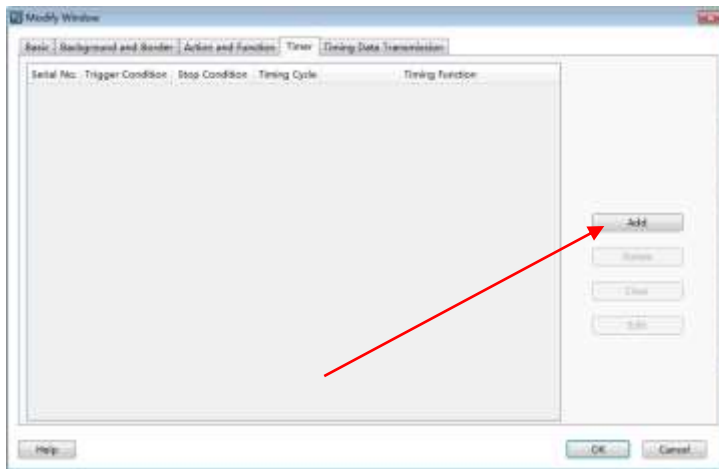 Modify Window
Basic Background and Border Action and Function Timer Timing Data Transmission
Serial No. Trigger Condition Stop Condition Timing Cycle Timing Function
Add
Delete
Clear
Edit
Help OK Cancel